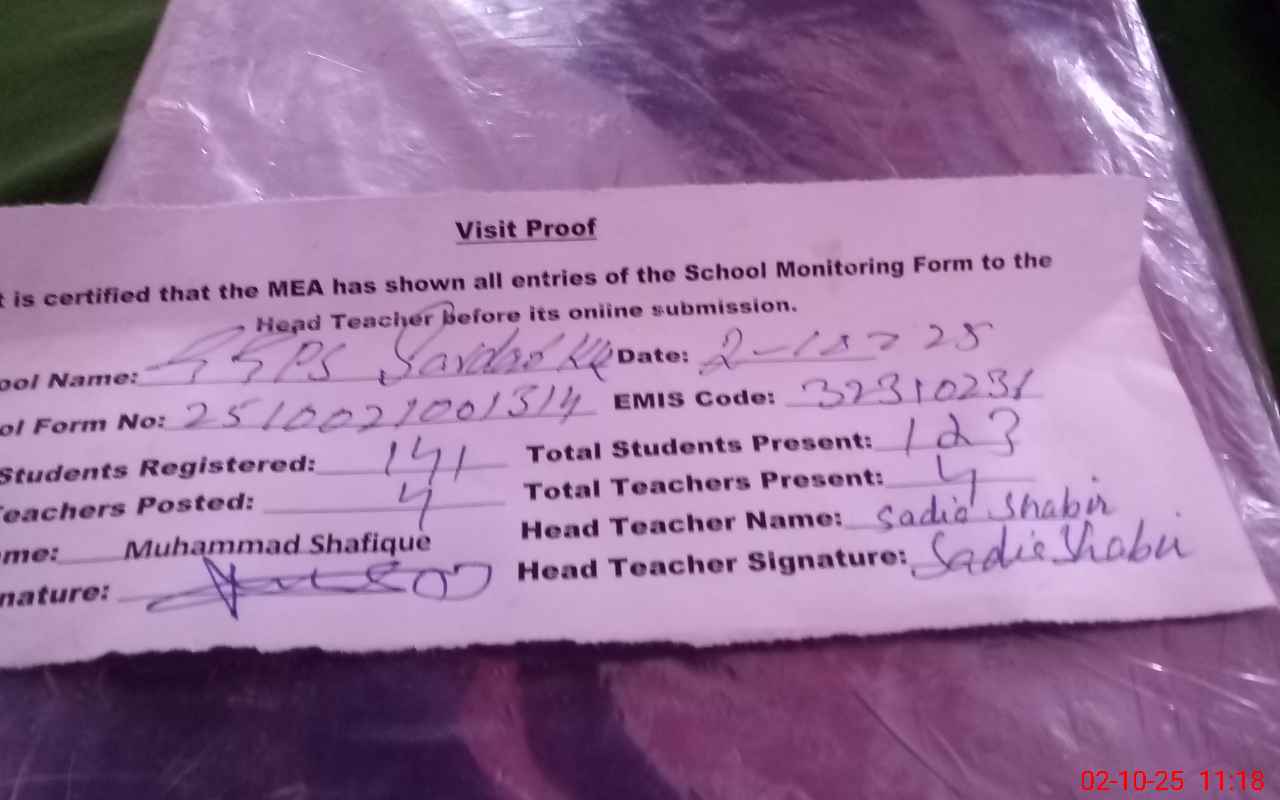 Visit Proof
t is certified that the MEA has shown all entries of the School Monitoring Form to the
Head Teacher before its online submission.
ool Name: GGPS Date: 2-10-25
ol Form No: 25100271001314 EMIS Code: 32310231
Students Registered: 141 Total Students Present: 123
eachers Posted: 4 Total Teachers Present: 4
me: Muhammad Shafique Head Teacher Name: Sadia Shabir
nature: Head Teacher Signature: Sadia Shabir
02-10-25 11:18